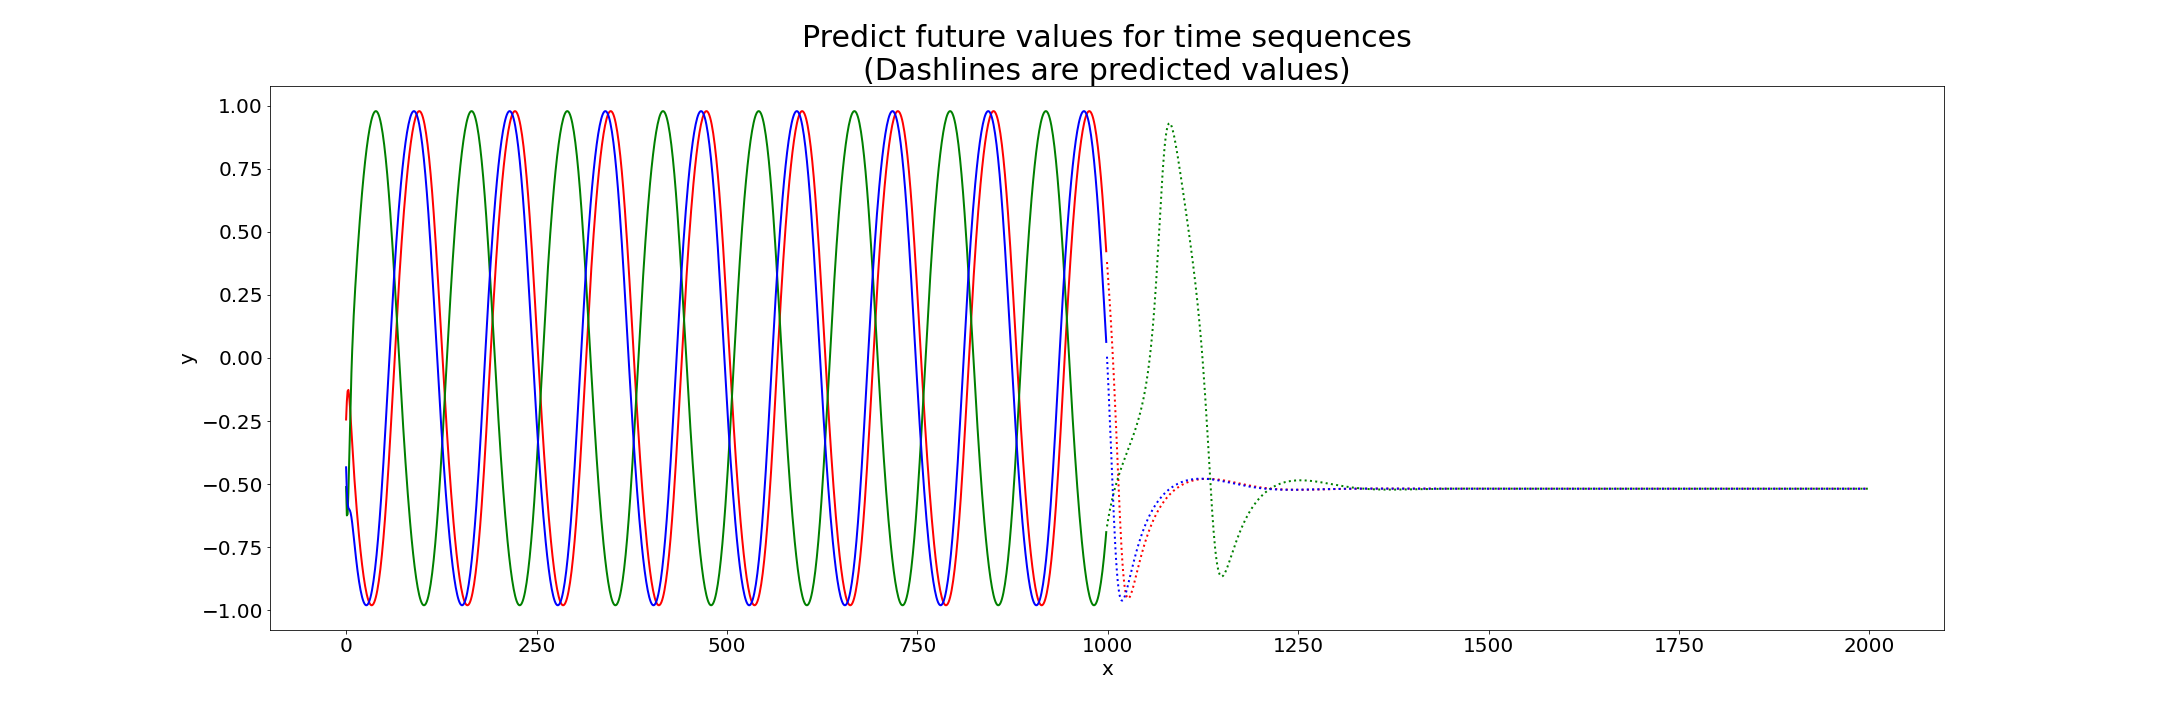 Predict future values for time sequences
(Dashlines are predicted values)
1.00
0.75
0.50
0.25
0.00
−0.25
−0.50
−0.75
−1.00
y
0 250 500 750 1000 1250 1500 1750 2000
x